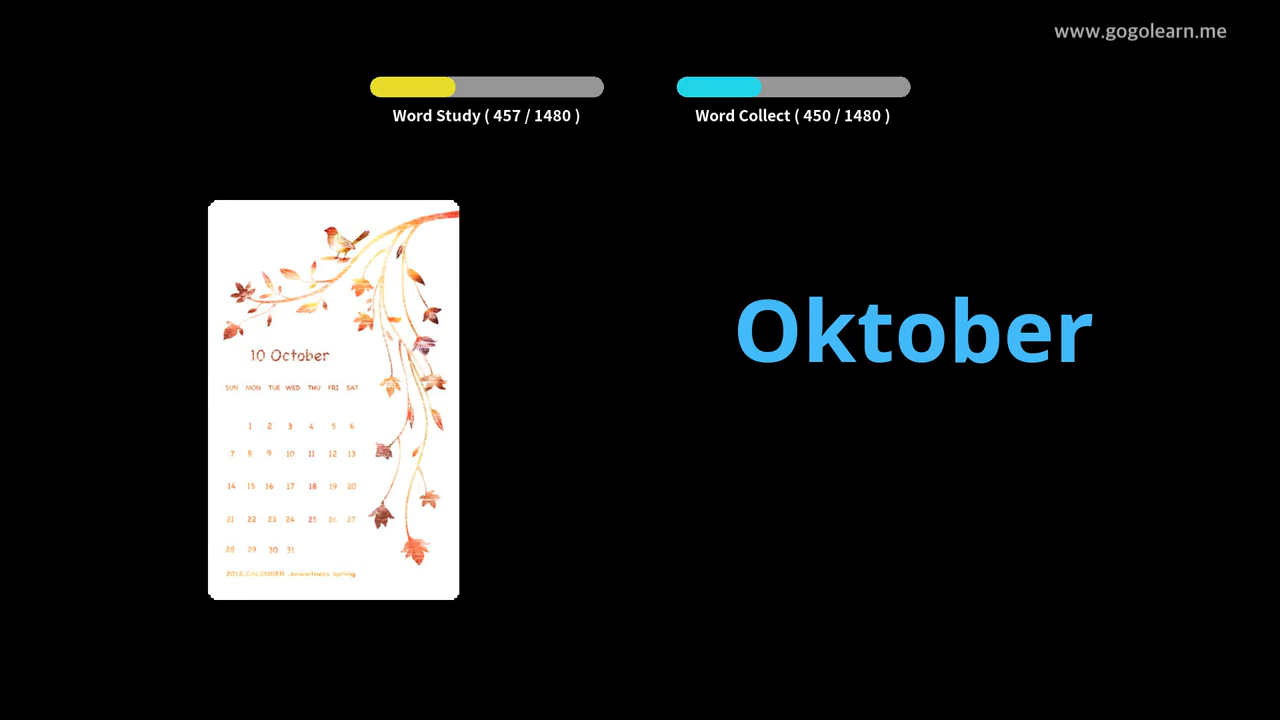 www.gogolearn.me
Word Study ( 457 / 1480 )
Word Collect ( 450 / 1480 )
10 October
SUN MON TUE WED THU FRI SAT
1 2 3 4 5 6
7 8 9 10 11 12 13
14 15 16 17 18 19 20
21 22 23 24 25 26 27
28 29 30 31
2012.CALENDER
spring
Oktober